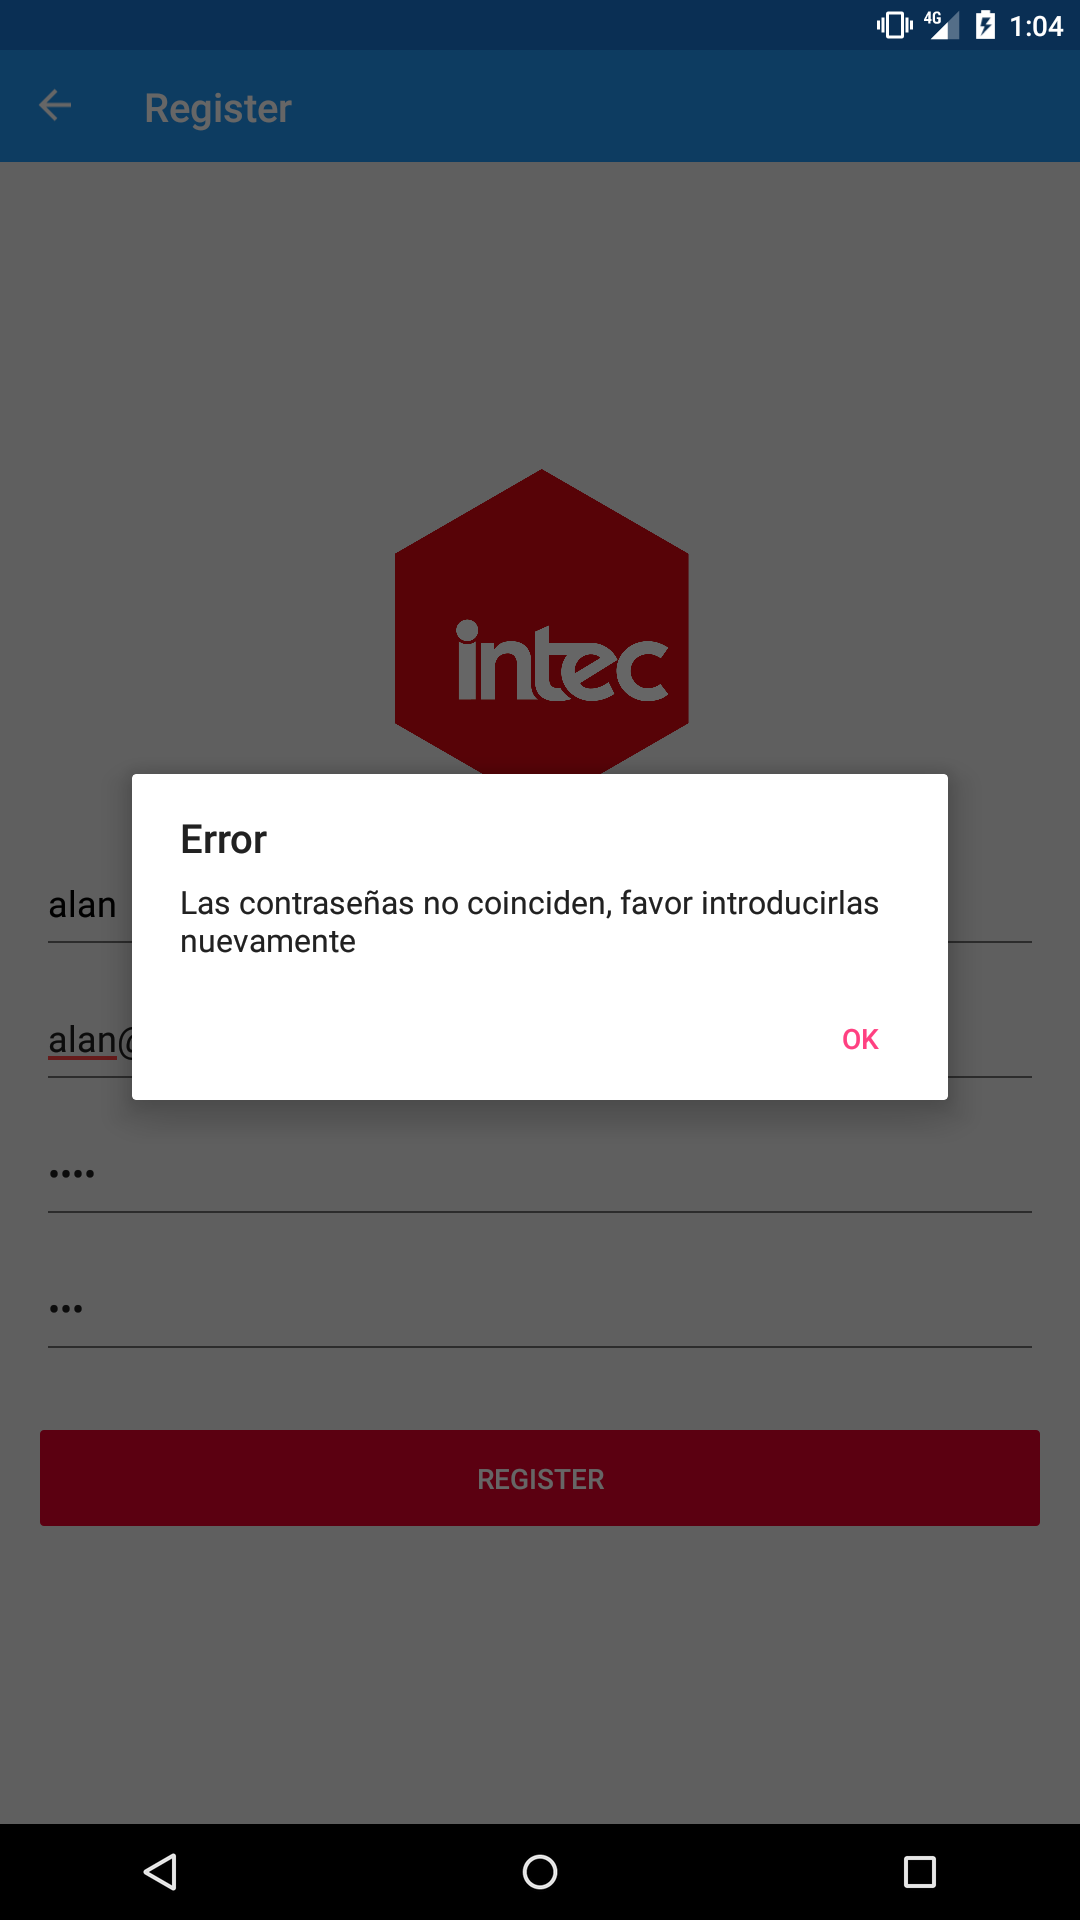 4G 1:04
Register
intec
Error
Las contraseñas no coinciden, favor introducirlas
nuevamente
OK
alan
alan@
••••
•••
REGISTER